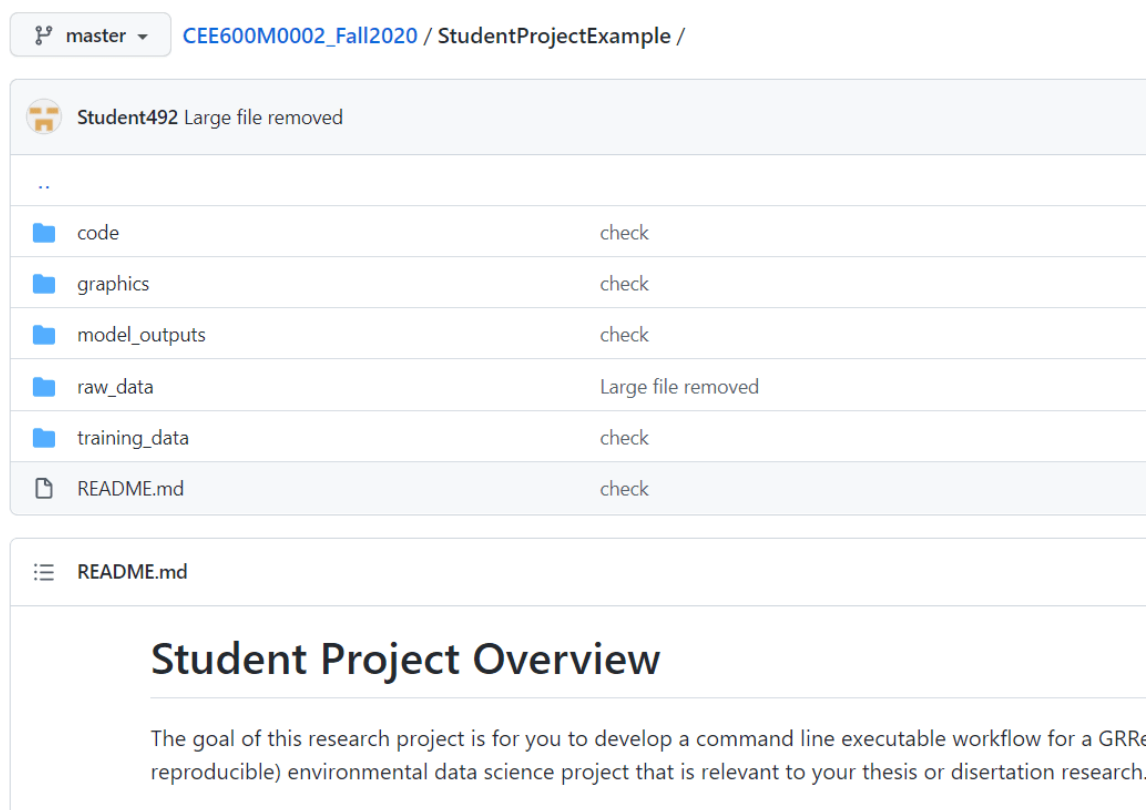 master CEE600M0002_Fall2020 / StudentProjectExample /
Student492 Large file removed
..
code check
graphics check
model_outputs check
raw_data Large file removed
training_data check
README.md check
README.md
Student Project Overview
The goal of this research project is for you to develop a command line executable workflow for a GRRe
reproducible) environmental data science project that is relevant to your thesis or disertation research.